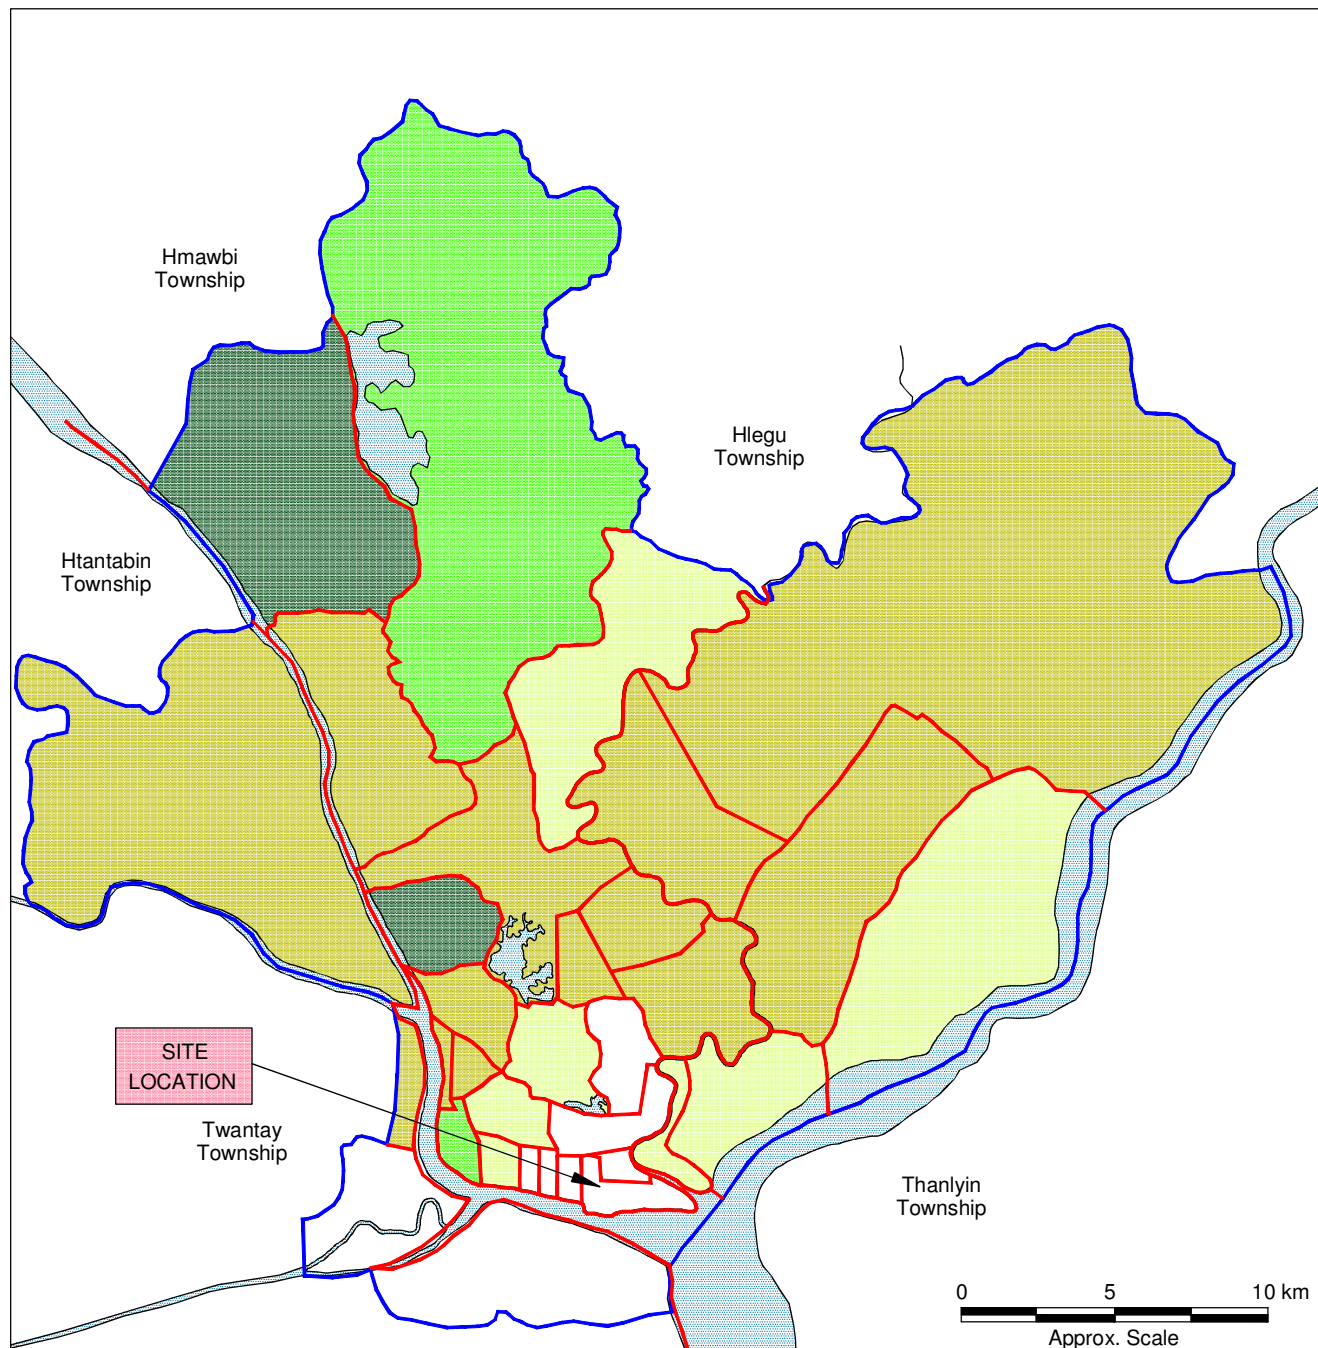 Hmawbi
Township
Hlegu
Township
Htantabin
Township
SITE
LOCATION
Twantay
Township
Thanlyin
Township
0 5 10 km
Approx. Scale